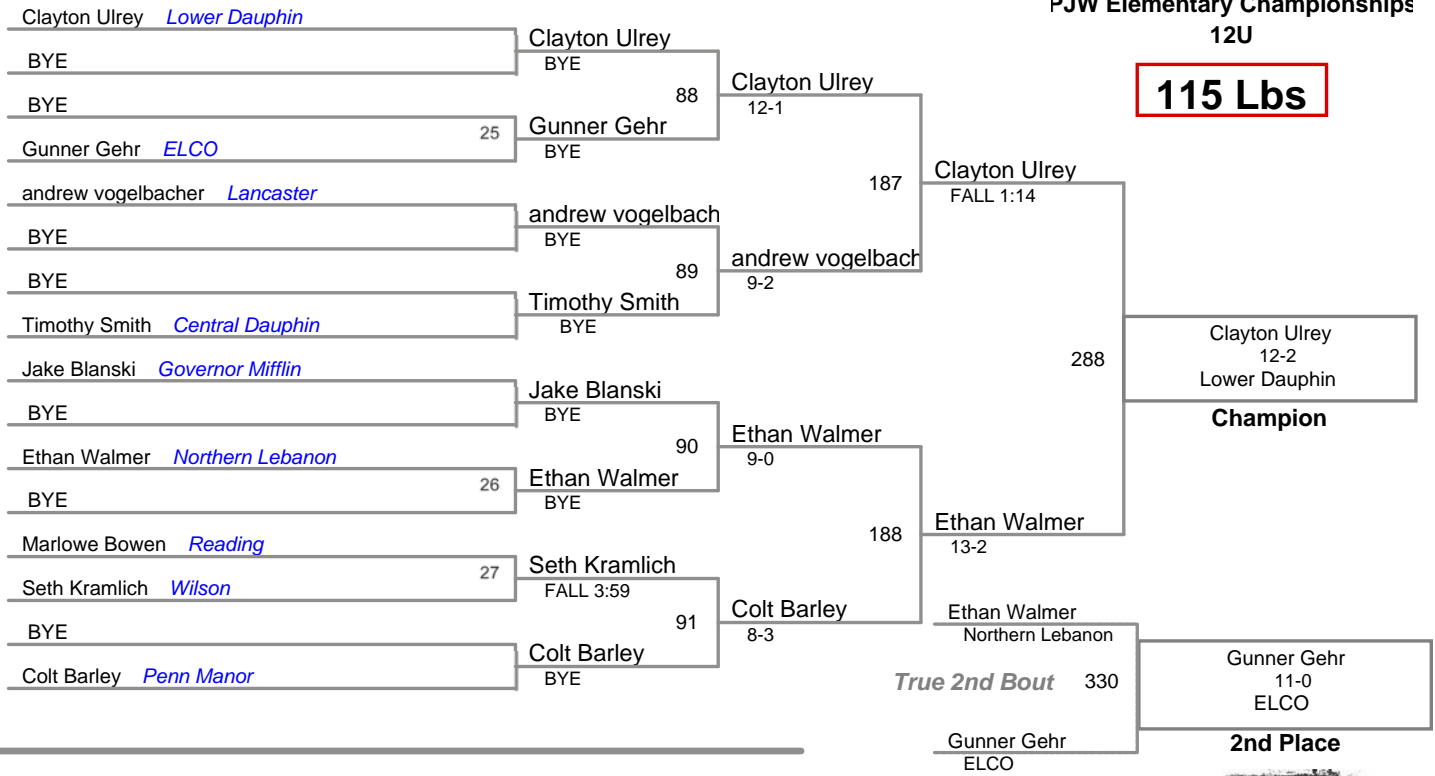 PJW Elementary Championships
12U
115 Lbs
Clayton Ulrey Lower Dauphin
BYE
BYE
Gunner Gehr ELCO
andrew vogelbacher Lancaster
BYE
BYE
Timothy Smith Central Dauphin
Jake Blanski Governor Mifflin
BYE
Ethan Walmer Northern Lebanon
BYE
Marlowe Bowen Reading
Seth Kramlich Wilson
BYE
Colt Barley Penn Manor
25
26
27
Clayton Ulrey
BYE
88
Gunner Gehr
BYE
andrew vogelbach
BYE
89
Timothy Smith
BYE
Jake Blanski
BYE
90
Ethan Walmer
BYE
Seth Kramlich
FALL 3:59
91
Colt Barley
BYE
Clayton Ulrey
12-1
187
andrew vogelbach
9-2
Ethan Walmer
9-0
188
Colt Barley
8-3
Clayton Ulrey
FALL 1:14
288
Ethan Walmer
13-2
Clayton Ulrey
12-2
Lower Dauphin
Champion
Ethan Walmer
Northern Lebanon
True 2nd Bout 330
Gunner Gehr
ELCO
Gunner Gehr
11-0
ELCO
2nd Place